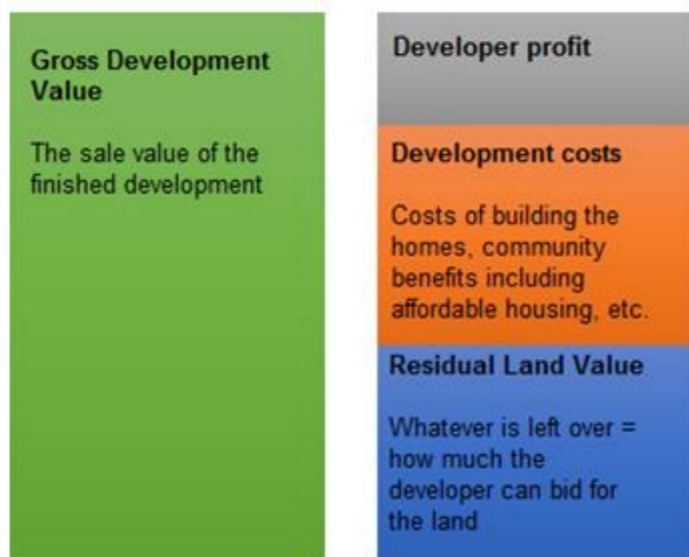 Gross Development
Value
The sale value of the
finished development
Developer profit
Development costs
Costs of building the
homes, community
benefits including
affordable housing, etc.
Residual Land Value
Whatever is left over =
how much the
developer can bid for
the land